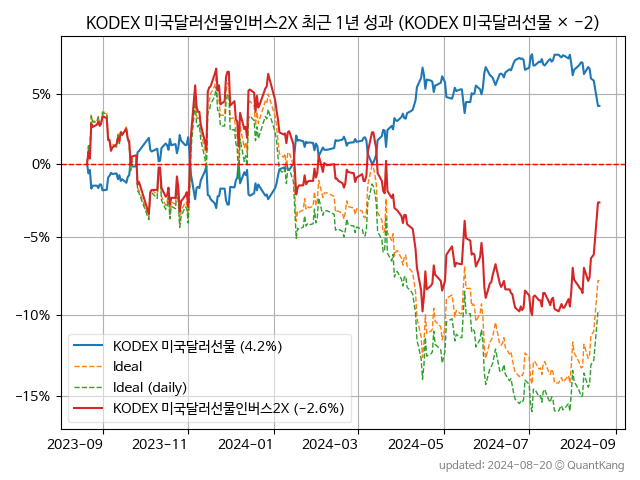 KODEX 미국달러선물인버스2X 최근 1년 성과 (KODEX 미국달러선물 × −2)
5%
0%
−5%
−10%
−15%
KODEX 미국달러선물 (4.2%)
Ideal
Ideal (daily)
KODEX 미국달러선물인버스2X (−2.6%)
2023−09 2023−11 2024−01 2024−03 2024−05 2024−07 2024−09
updated: 2024−08−20 © QuantKang